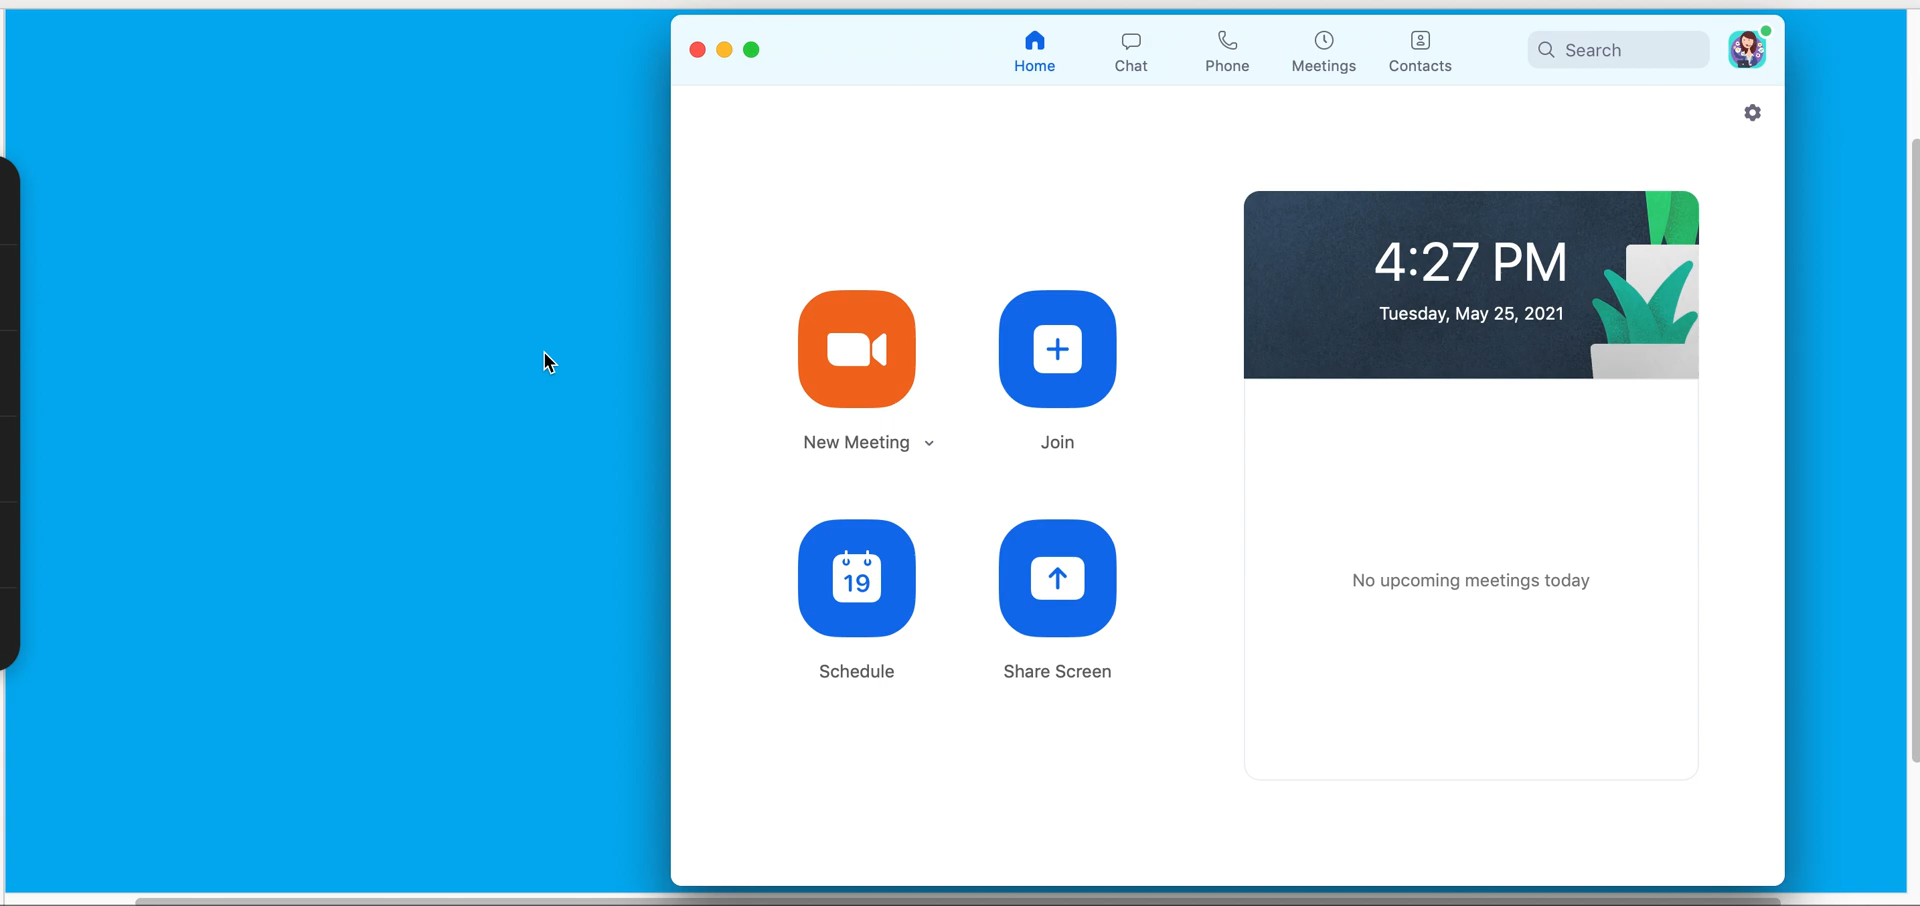 Home
Chat
Phone
Meetings
Contacts
Search
4:27 PM
Tuesday, May 25, 2021
New Meeting
Join
19
Schedule
Share Screen
No upcoming meetings today